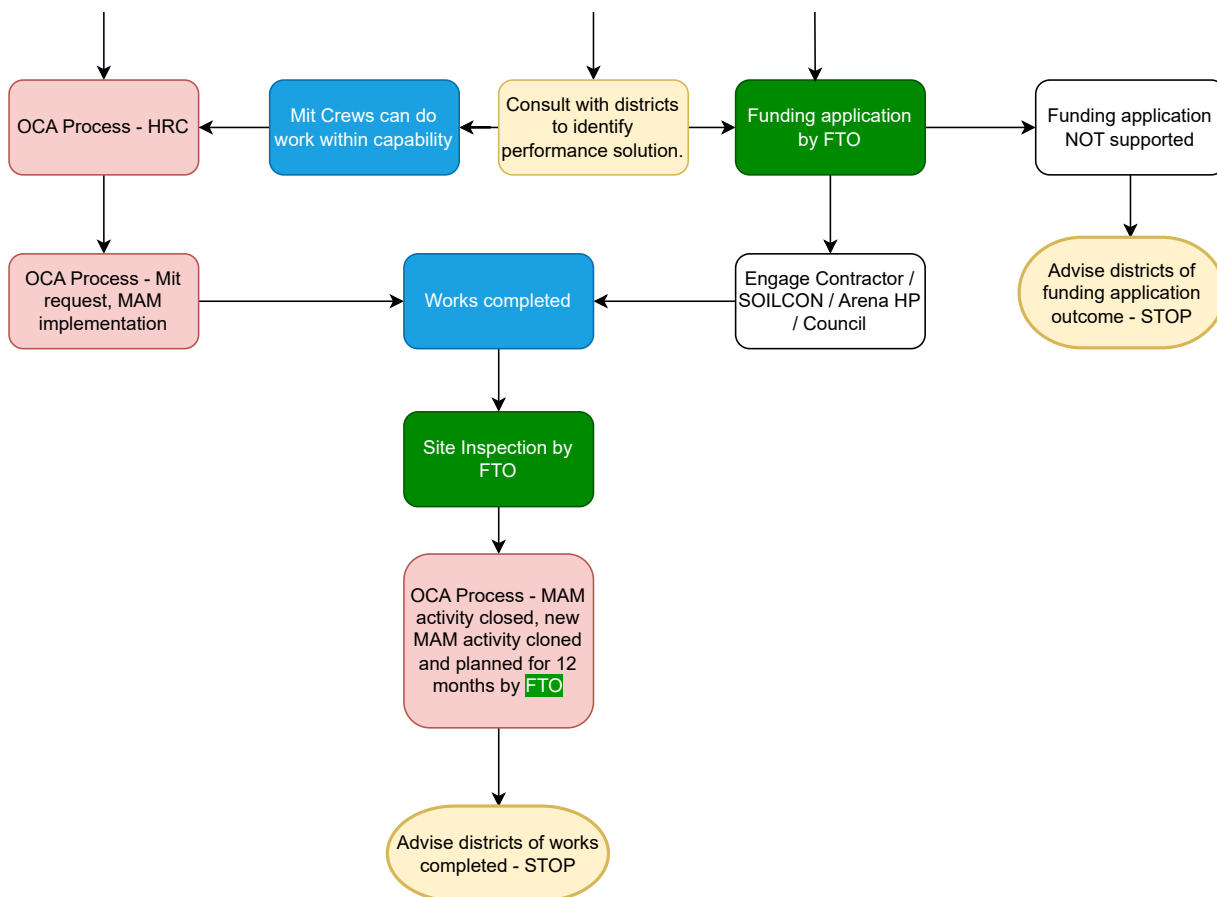 OCA Process - HRC
Mit Crews can do
work within capability
Consult with districts
to identify
performance solution.
Funding application
by FTO
Funding application
NOT supported
OCA Process - Mit
request, MAM
implementation
Works completed
Engage Contractor /
SOILCON / Arena HP
/ Council
Advise districts of
funding application
outcome - STOP
Site Inspection by
FTO
OCA Process - MAM
activity closed, new
MAM activity cloned
and planned for 12
months by FTO
Advise districts of works
completed - STOP